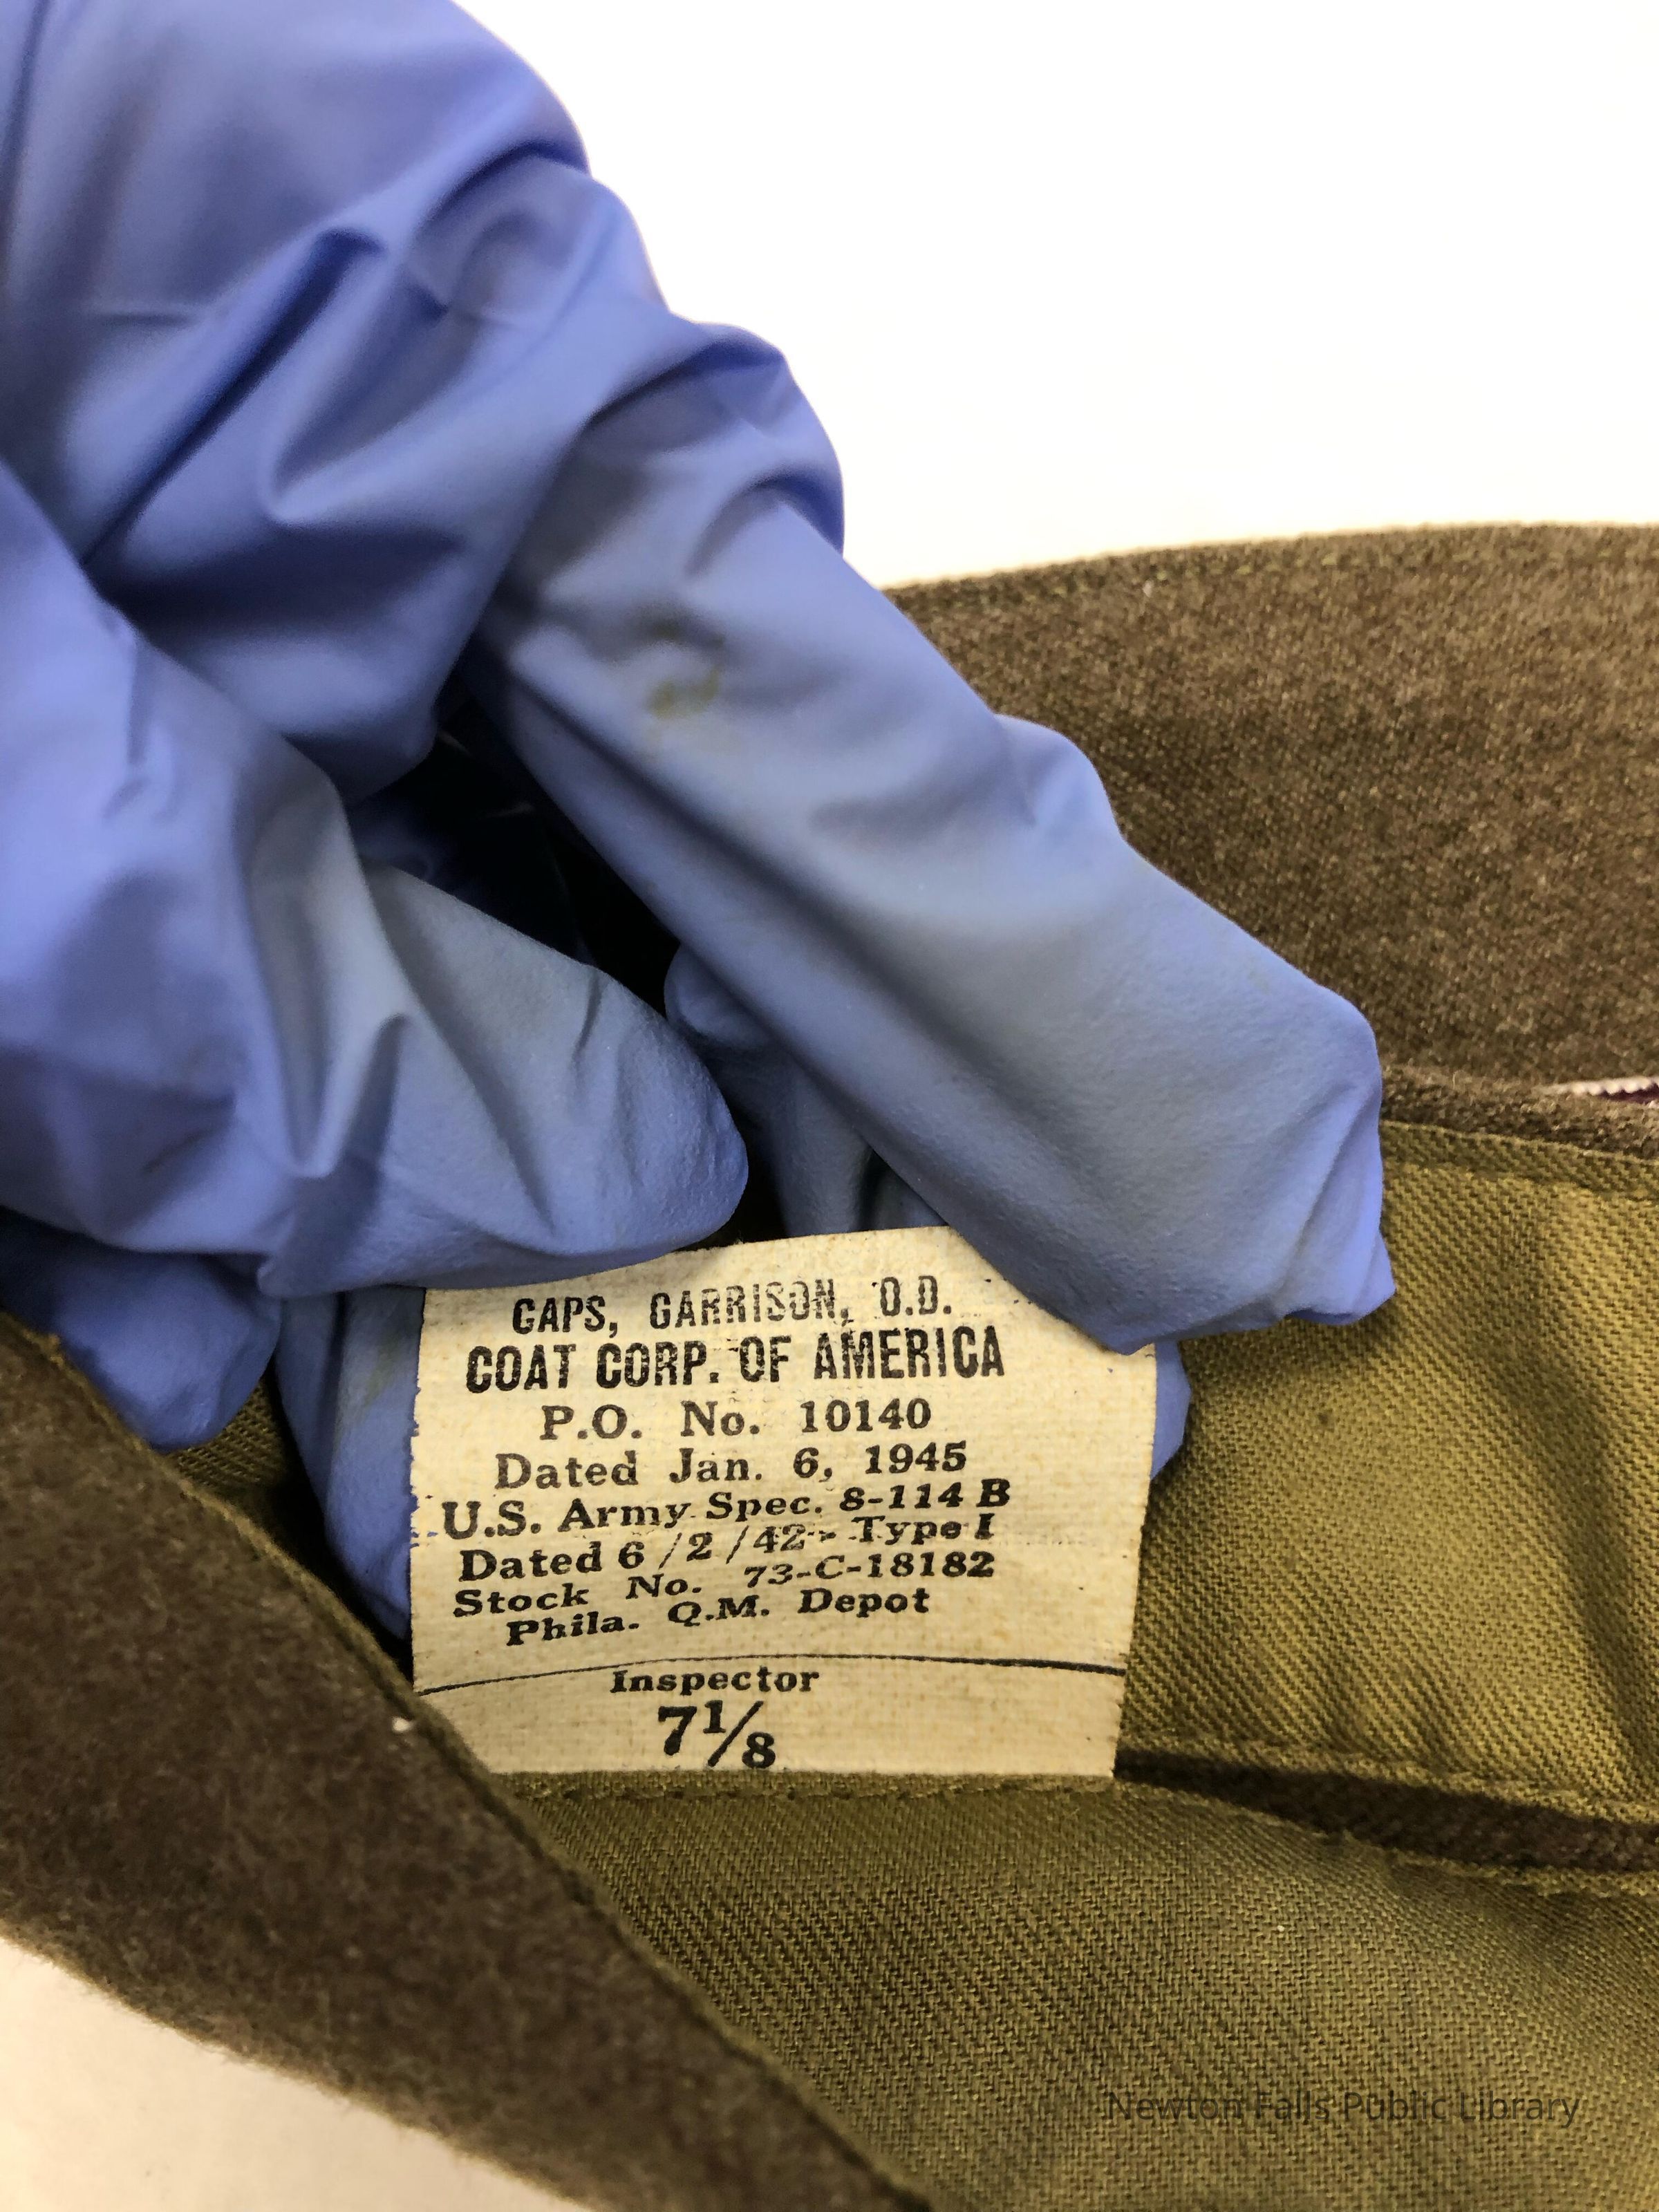 CAPS, GARRISON, O.D.
COAT CORP. OF AMERICA
P.O. No. 10140
Dated Jan. 6, 1945
U.S. Army Spec. 8-114 B
Dated 6/2/42- Type I
Stock No. 73-C-18182
Phila. Q.M. Depot
Inspector
7 1/8
Newton Falls Public Library